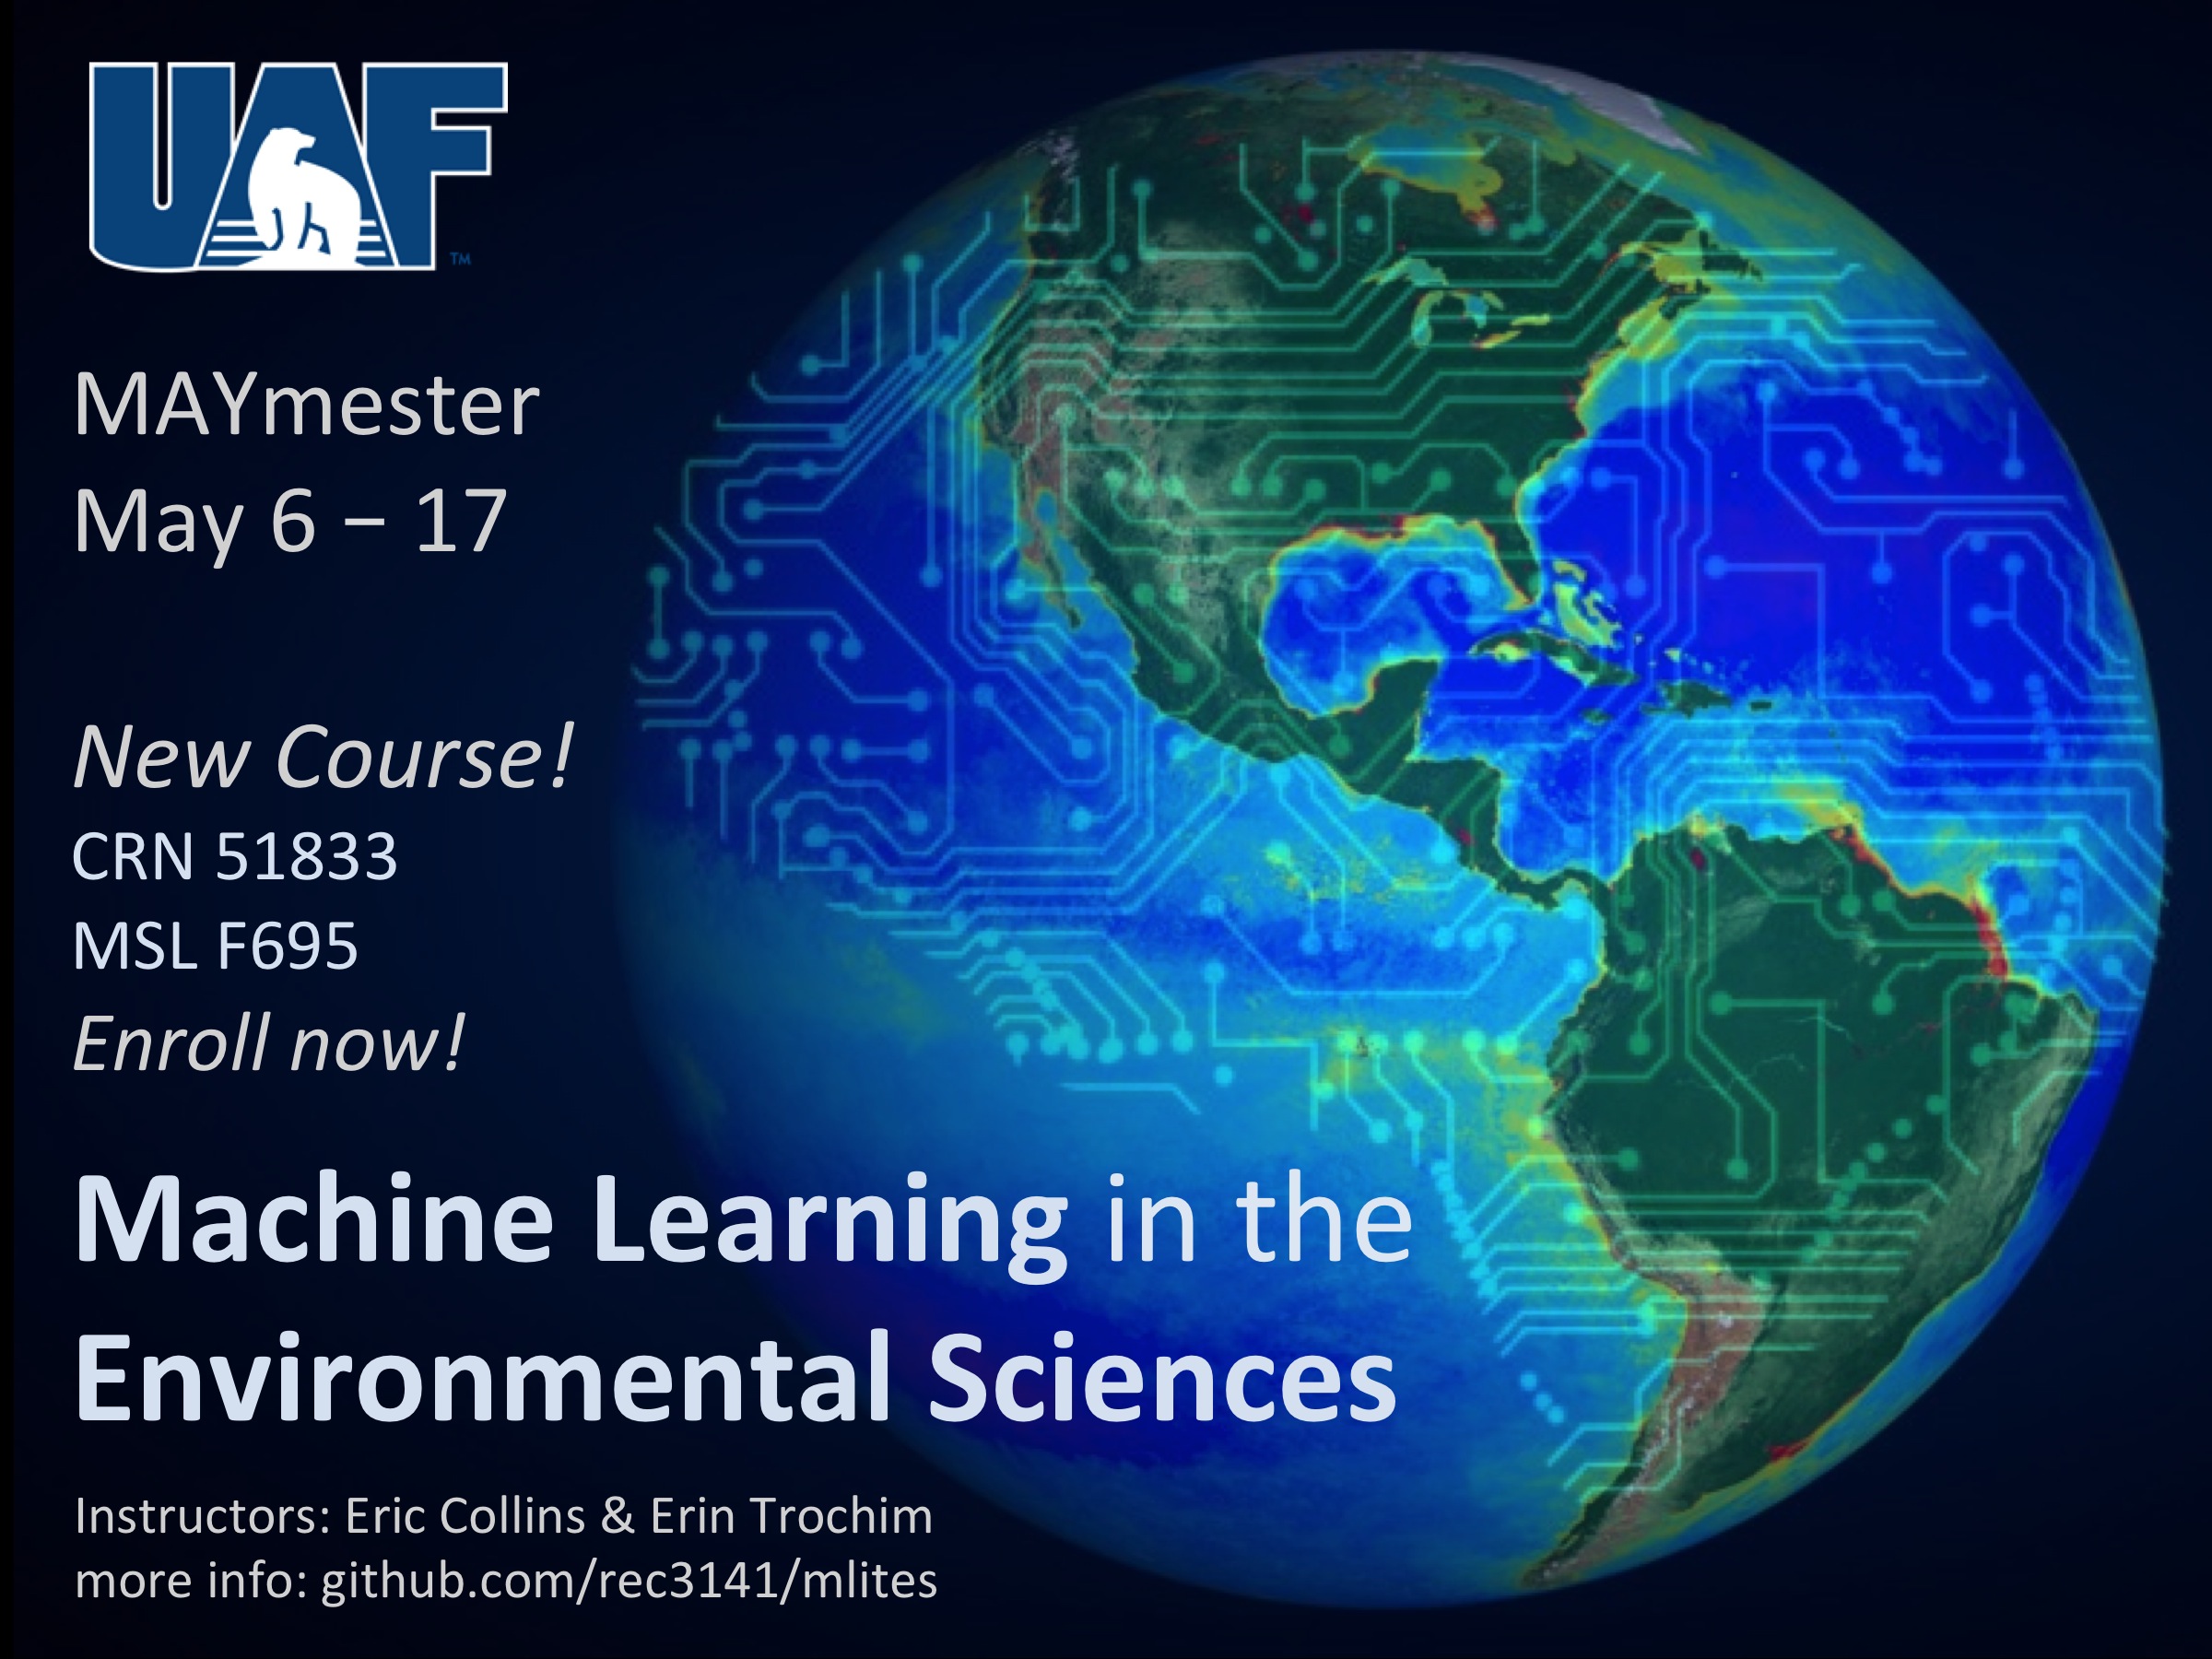 UAF
TM
MAYmester
May 6 – 17
New Course!
CRN 51833
MSL F695
Enroll now!
Machine Learning in the
Environmental Sciences
Instructors: Eric Collins & Erin Trochim
more info: github.com/rec3141/mlites